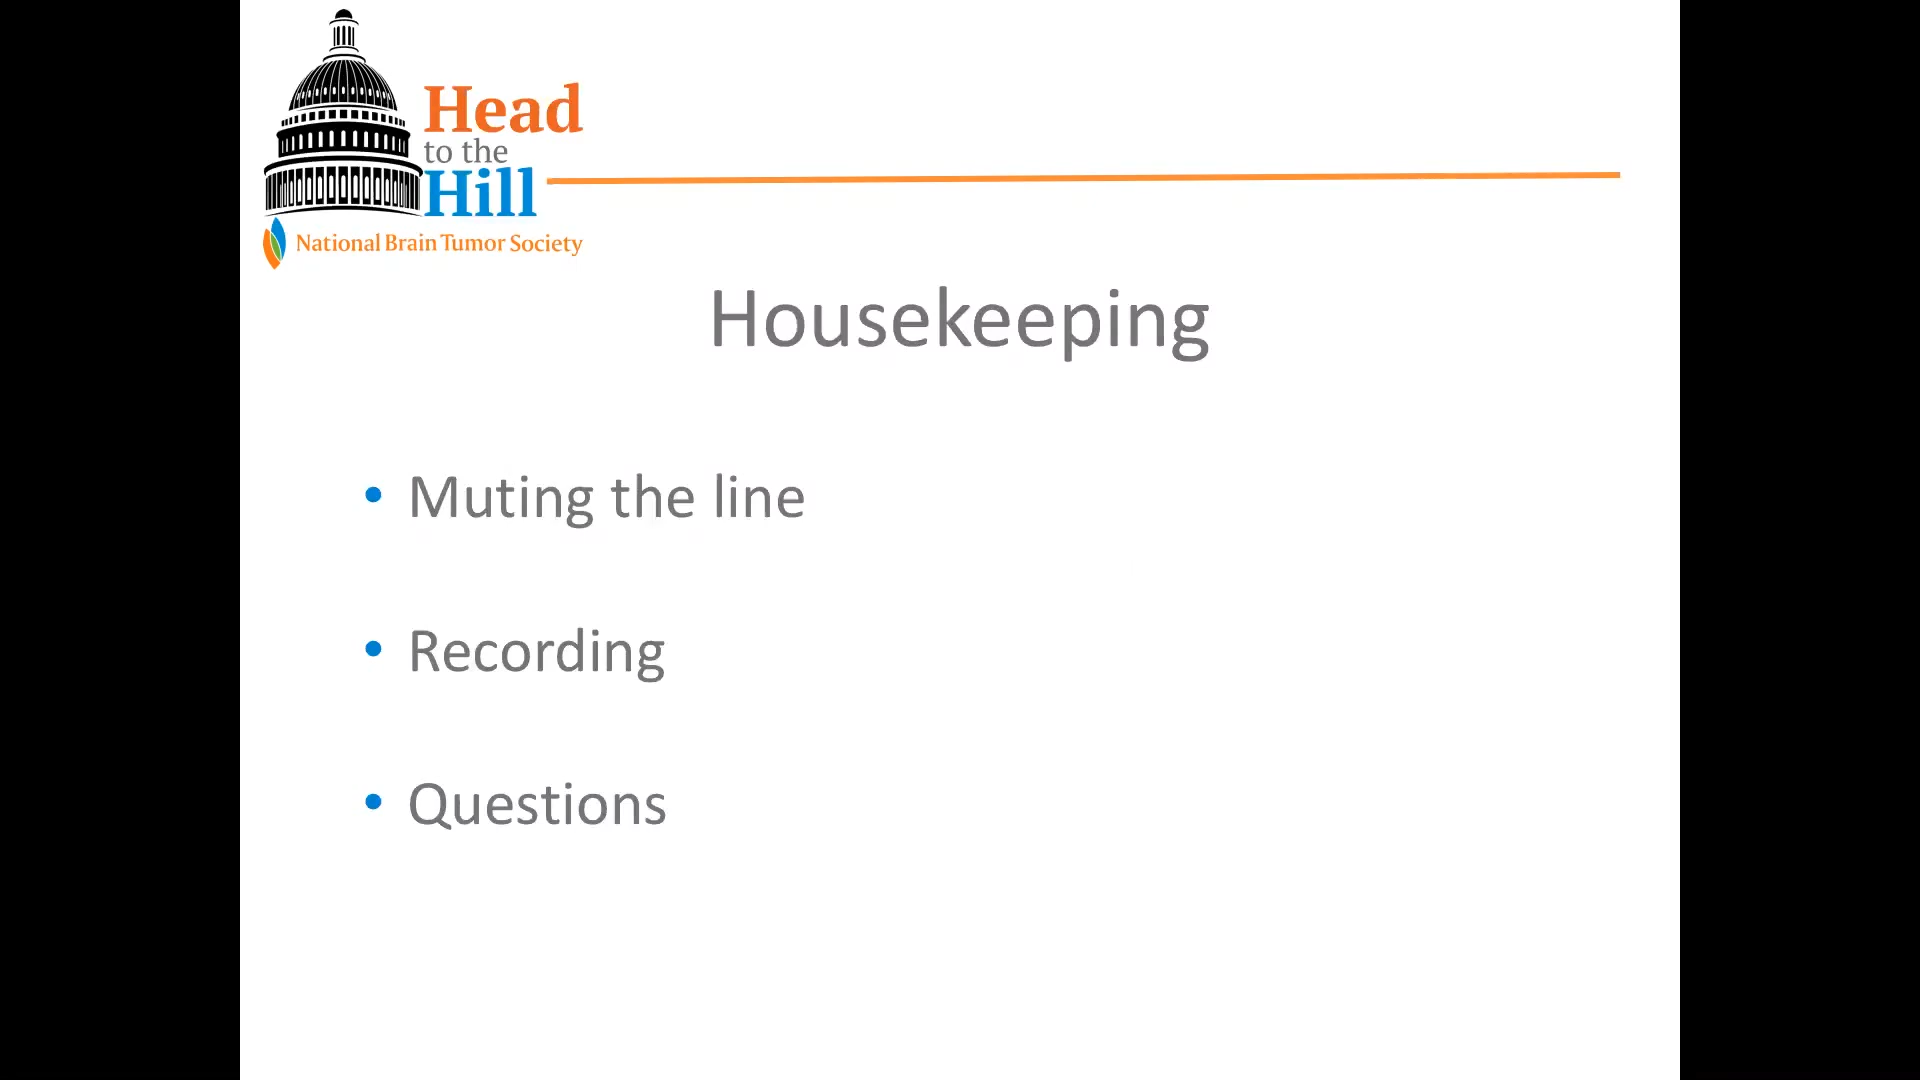 Head
to the
Hill
National Brain Tumor Society
Housekeeping
• Muting the line
• Recording
• Questions